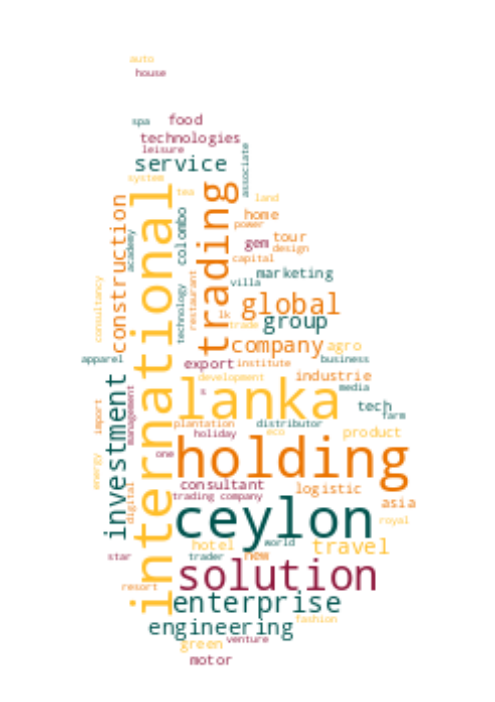 auto
house
spa
food
technologies
leisure
service
associate
system
tea
land
international
trading
construction
academy
colombo
home
power
gem
tour
design
capital
marketing
villa
consultancy
technology
restaurant
global
lk
trade
group
company
agro
apparel
export
institute
business
development
industrie
investment
management
s
lanka
media
tech
farm
import
plantation
distributor
holiday
eco
product
one
holding
energy
digital
consultant
logistic
trading company
asia
ceylon
royal
hotel
world
travel
star
trader
new
solution
resort
enterprise
engineering
fashion
green
venture
motor